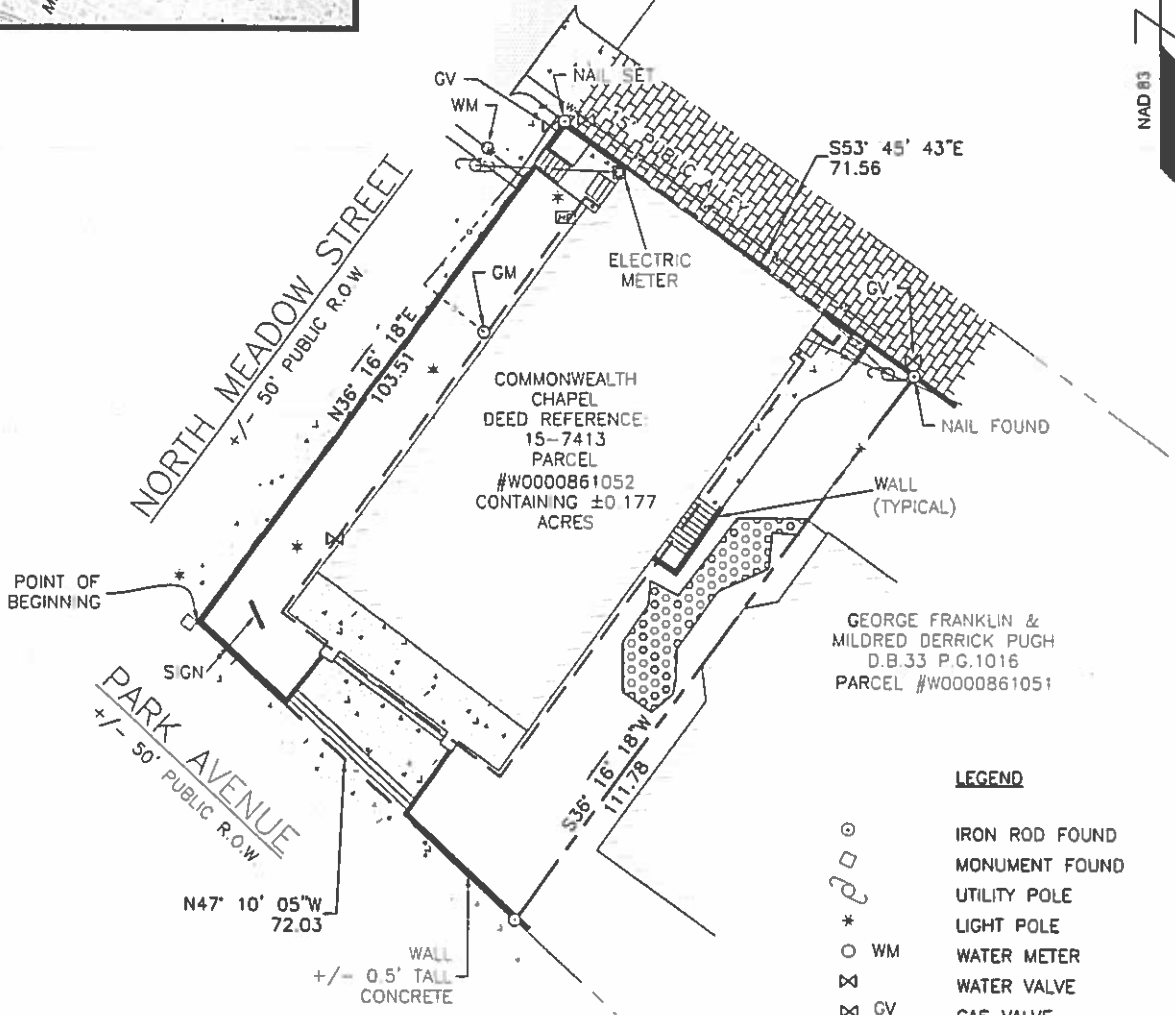 NAD 83
GV
NAIL SET
WM
15' PUBLIC ALLEY
S53° 45' 43"E
71.56
NORTH MEADOW STREET
+/- 50' PUBLIC R.O.W
N36° 16' 18"E
103.51
GM
ELECTRIC
METER
GV
COMMONWEALTH
CHAPEL
DEED REFERENCE
15-7413
PARCEL
#W0000861052
CONTAINING ±0.177
ACRES
NAIL FOUND
WALL
(TYPICAL)
POINT OF
BEGINNING
SIGN
GEORGE FRANKLIN &
MILDRED DERRICK PUGH
D.B.33 P.G.1016
PARCEL #W0000861051
PARK AVENUE
+/- 50' PUBLIC R.O.W.
S36° 16' 18"W
111.78
N47° 10' 05"W
72.03
WALL
+/- 0.5' TALL
CONCRETE
LEGEND
IRON ROD FOUND
MONUMENT FOUND
UTILITY POLE
LIGHT POLE
WM WATER METER
WATER VALVE
GV GAS VALVE